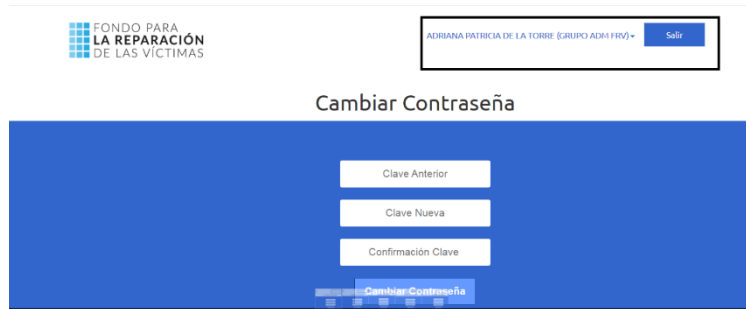 FONDO PARA
LA REPARACIÓN
DE LAS VÍCTIMAS
ADRIANA PATRICIA DE LA TORRE (GRUPO ADM FRV)
Salir
Cambiar Contraseña
Clave Anterior
Clave Nueva
Confirmación Clave
Cambiar Contraseña